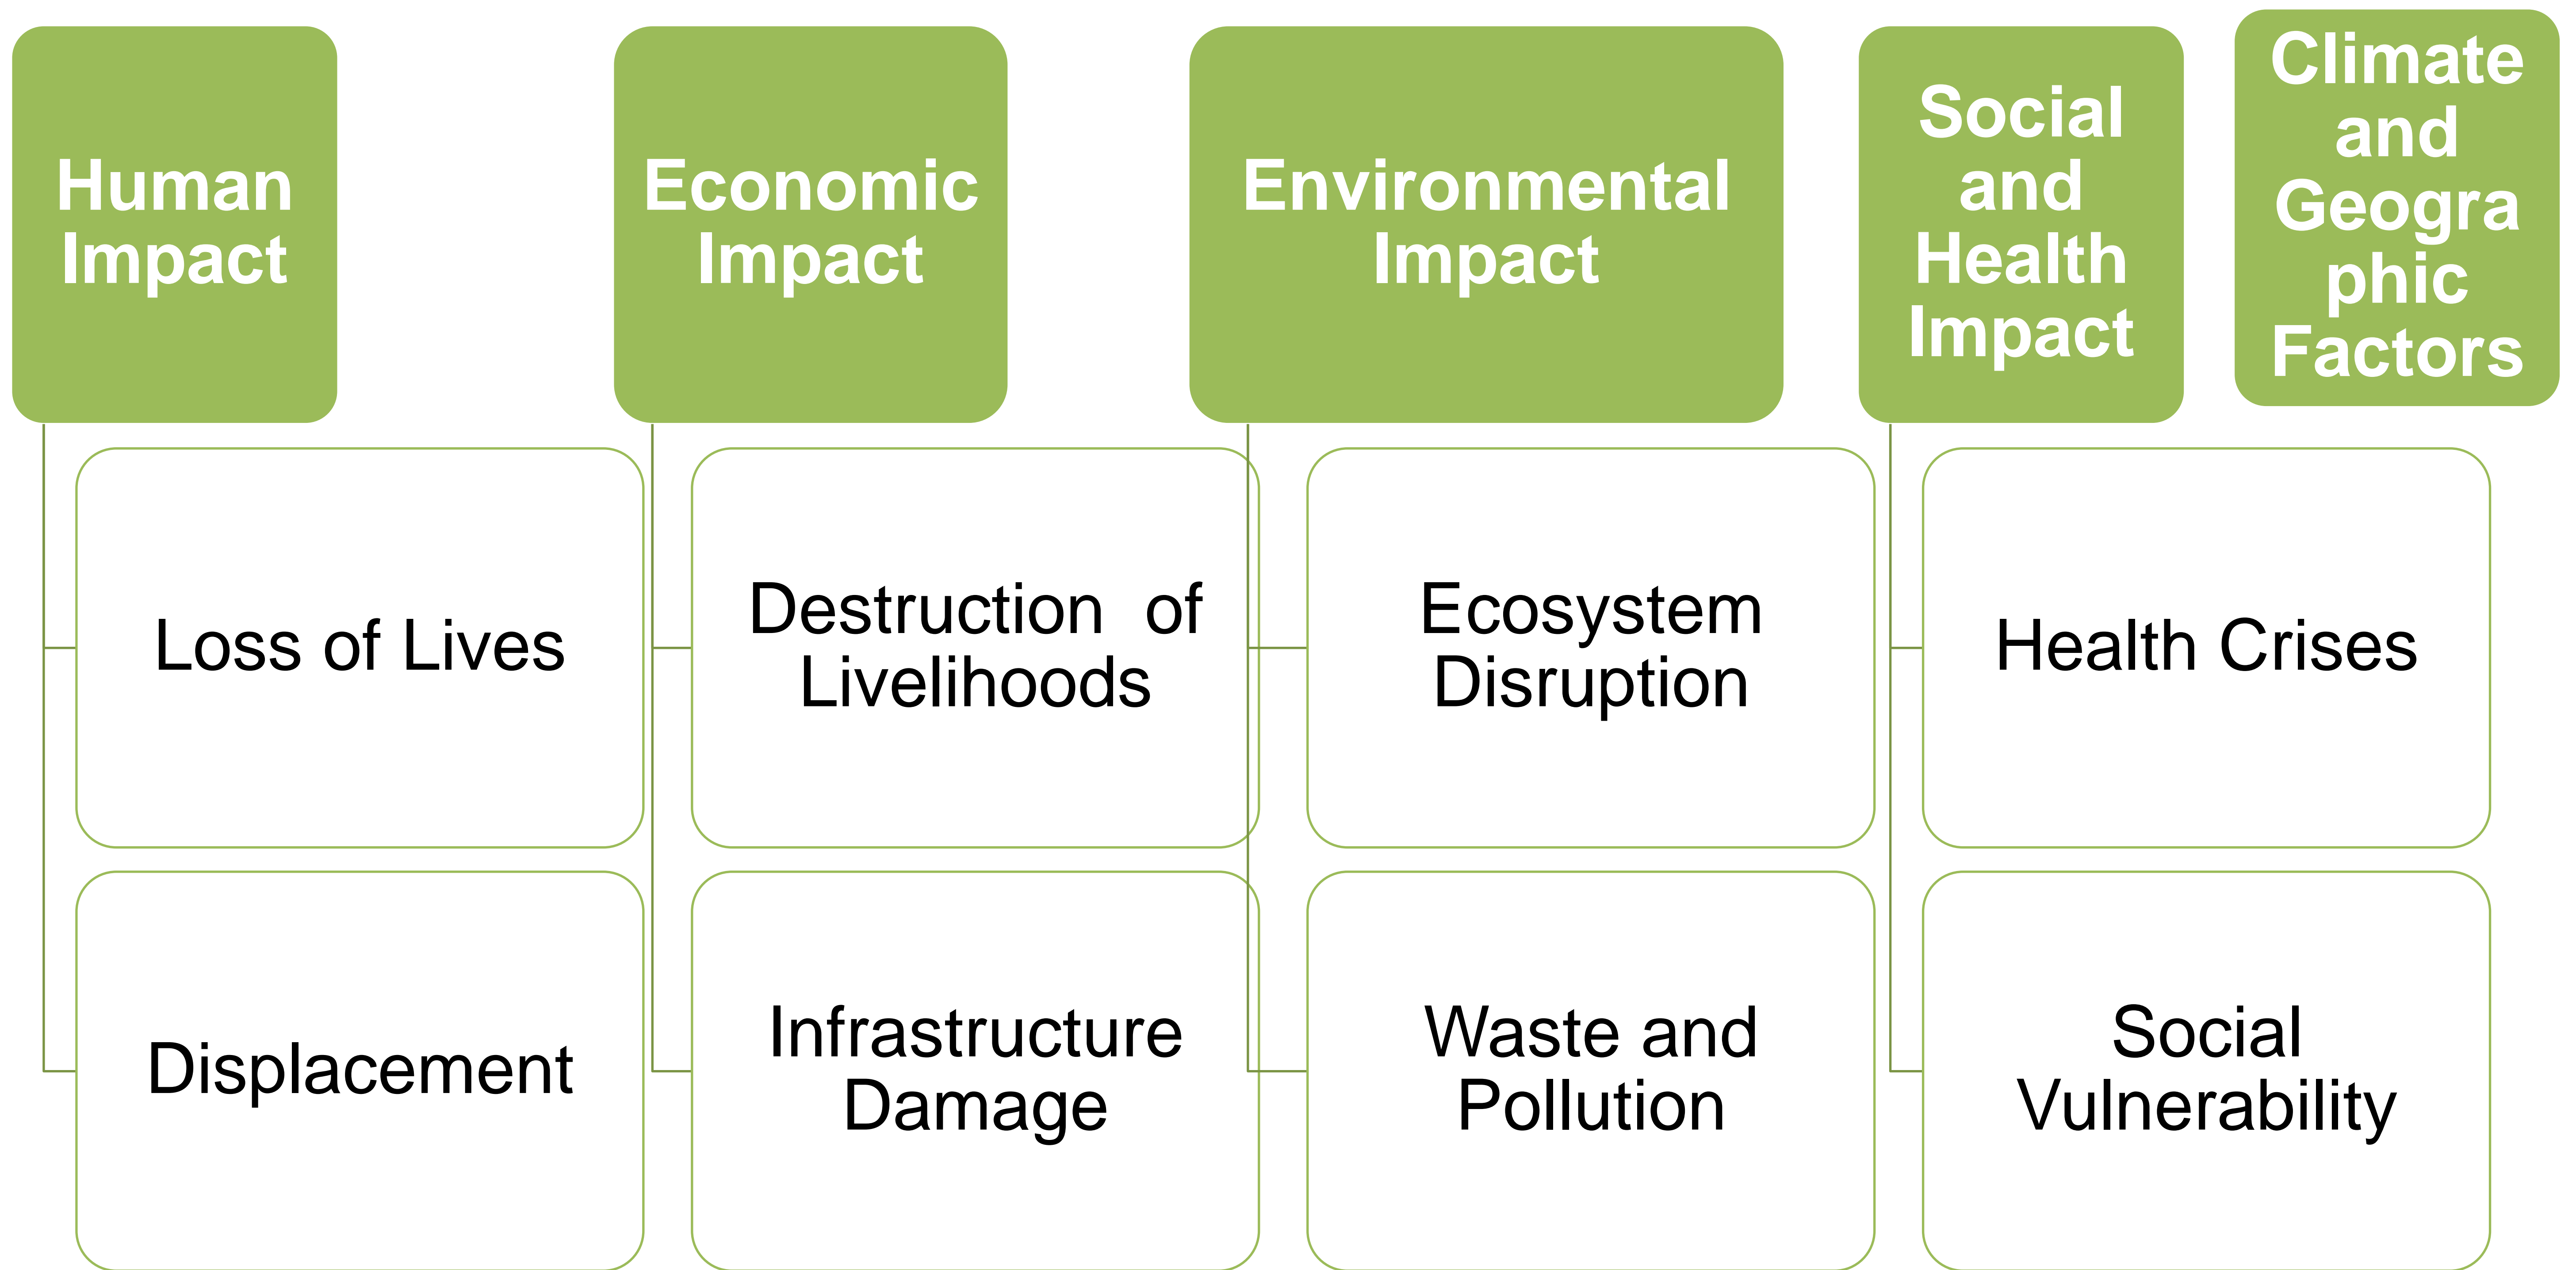 Human
Impact
Economic
Impact
Environmental
Impact
Social
and
Health
Impact
Climate
and
Geogra
phic
Factors
Loss of Lives
Destruction  of
Livelihoods
Ecosystem
Disruption
Health Crises
Displacement
Infrastructure
Damage
Waste and
Pollution
Social
Vulnerability